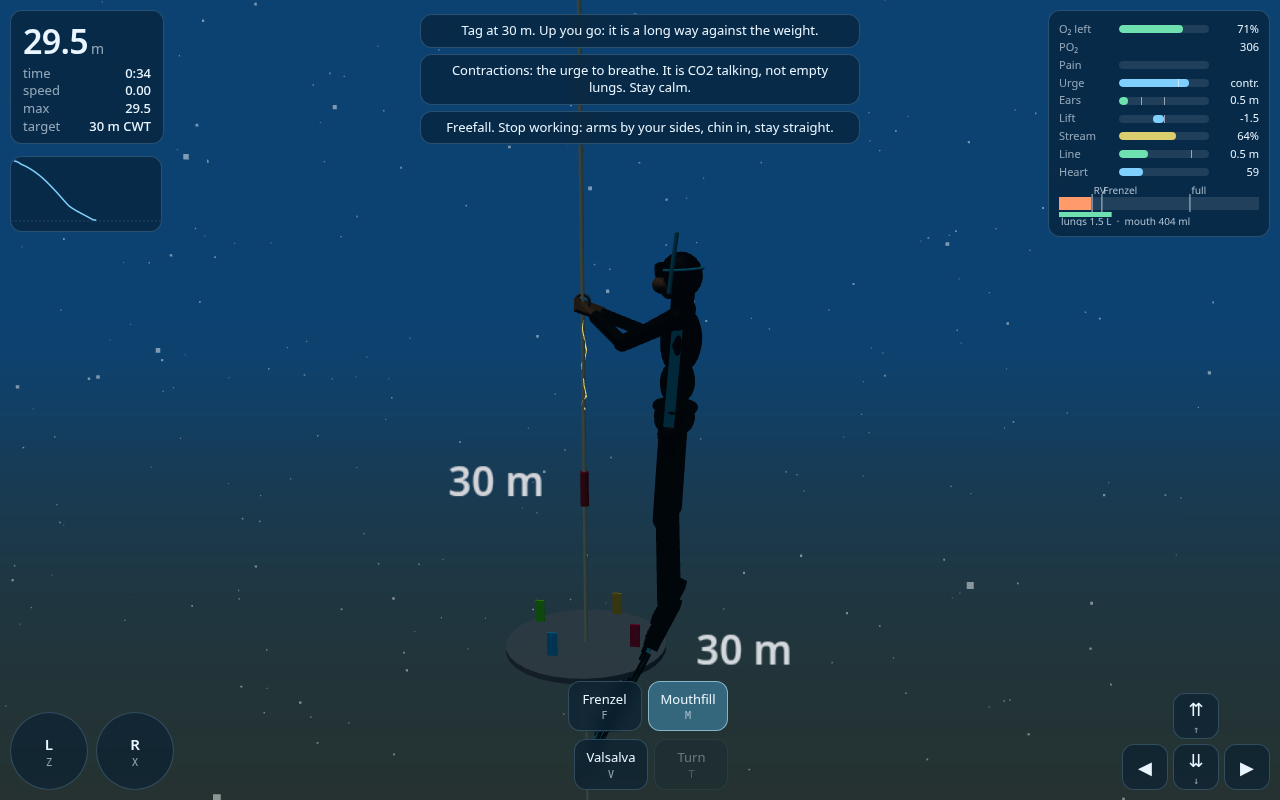 29.5 m
time 0:34
speed 0.00
max 29.5
target 30 m CWT
Tag at 30 m. Up you go: it is a long way against the weight.
Contractions: the urge to breathe. It is CO2 talking, not empty
lungs. Stay calm.
Freefall. Stop working: arms by your sides, chin in, stay straight.
O₂ left 71%
PO₂ 306
Pain
Urge contr.
Ears 0.5 m
Lift -1.5
Stream 64%
Line 0.5 m
Heart 59
RV Frenzel full
lungs 1.5 L · mouth 404 ml
30 m
30 m
Frenzel
F
Mouthfill
M
Valsalva
V
Turn
T
L
Z
R
X
⇈
↑
◀
⇊
↓
▶